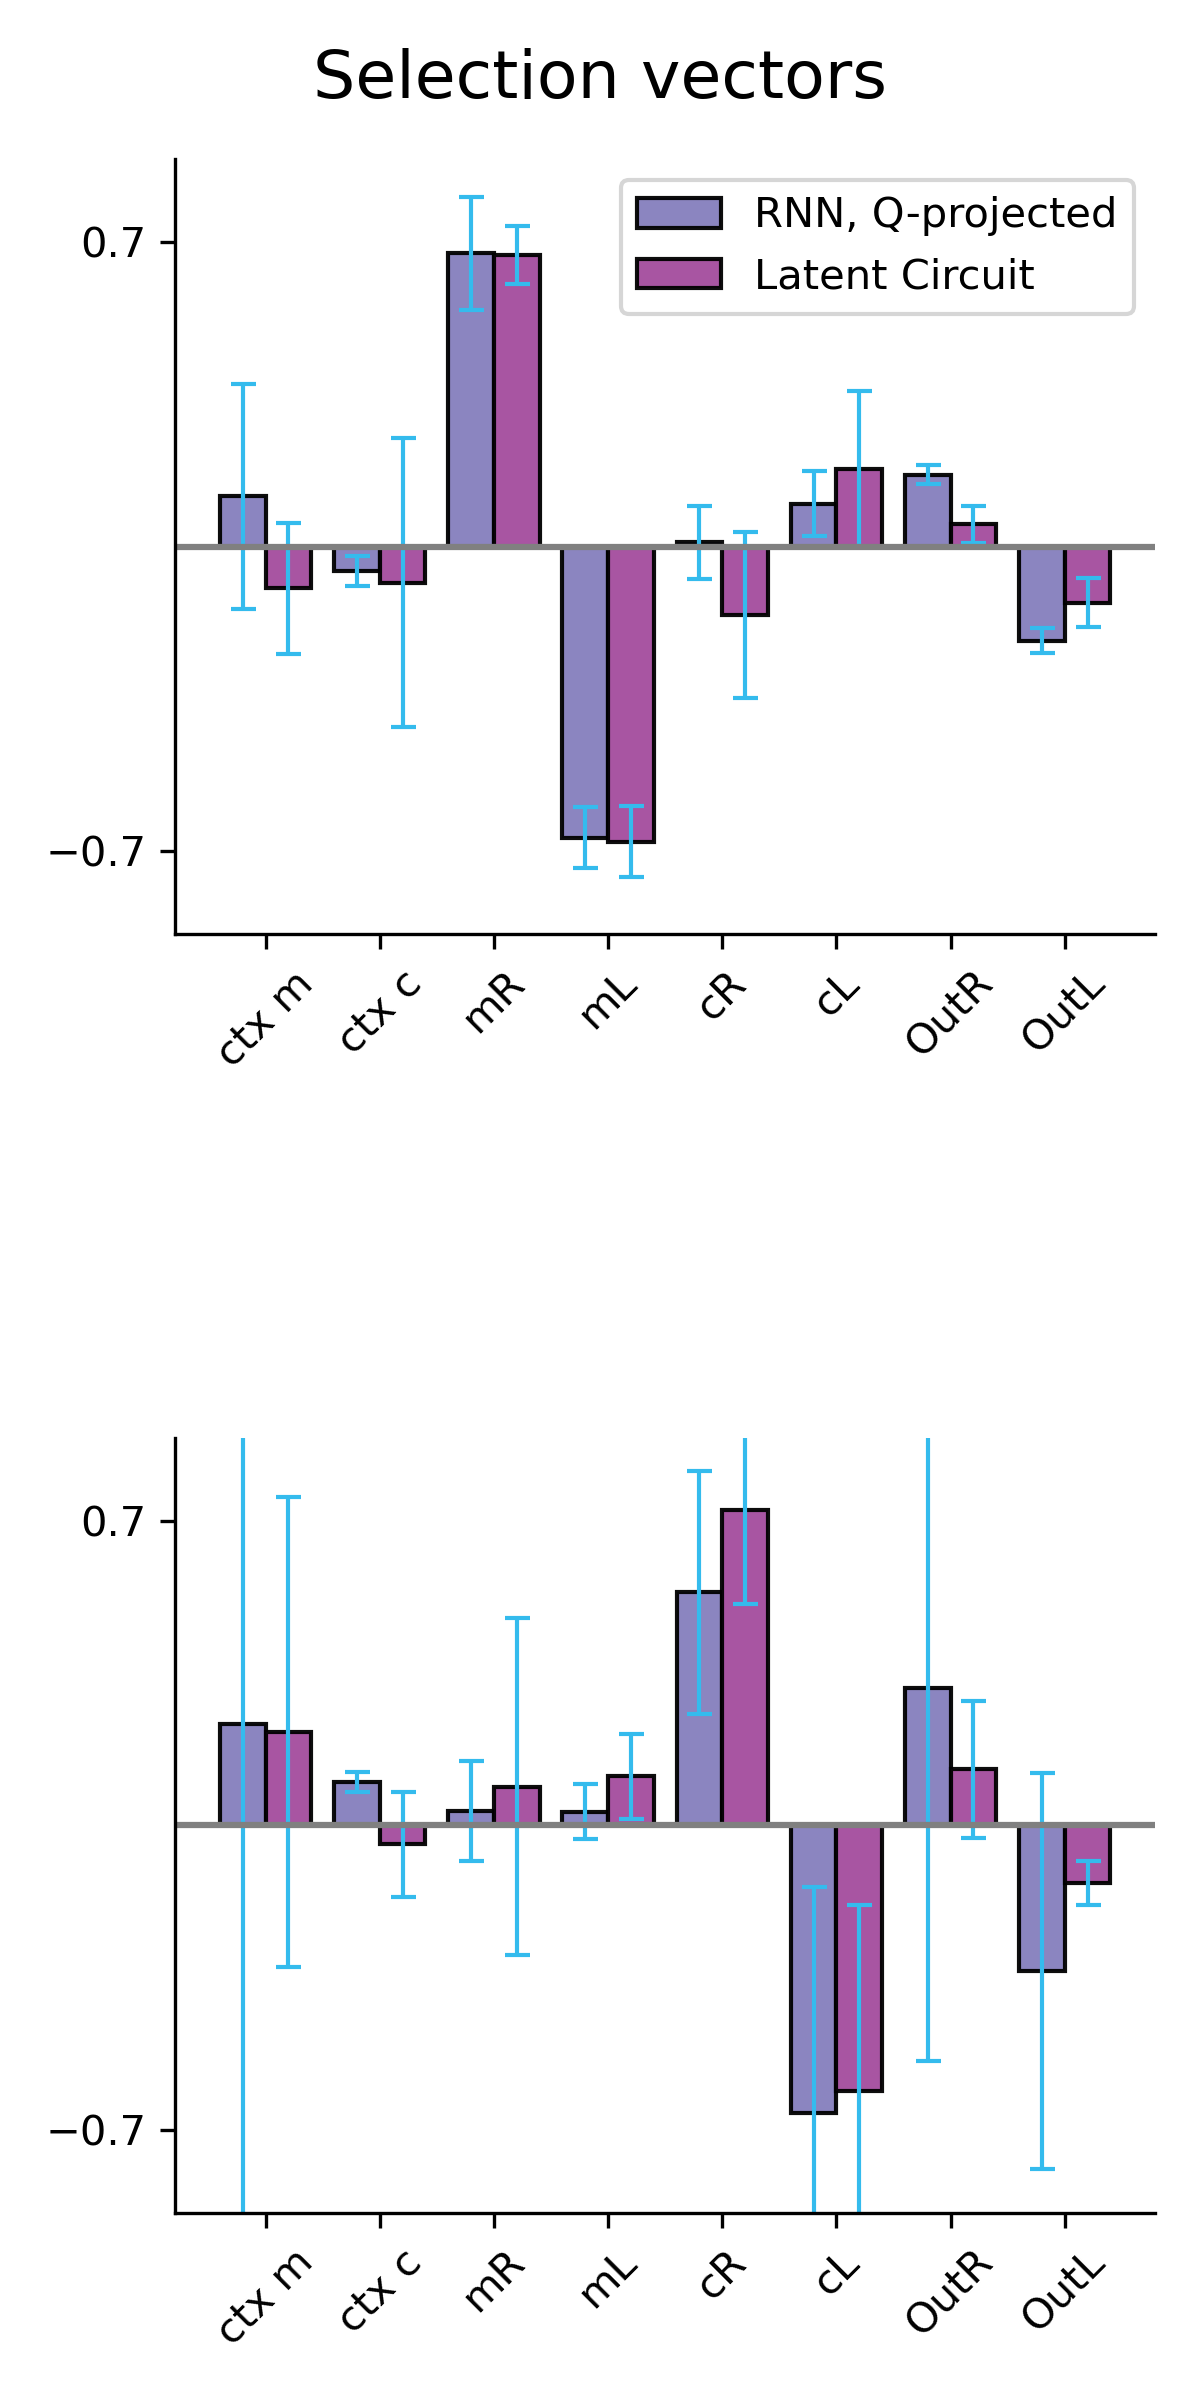 Selection vectors
0.7
−0.7
RNN, Q-projected
Latent Circuit
ctx m
ctx c
mR
mL
cR
cL
OutR
OutL
0.7
−0.7
ctx m
ctx c
mR
mL
cR
cL
OutR
OutL